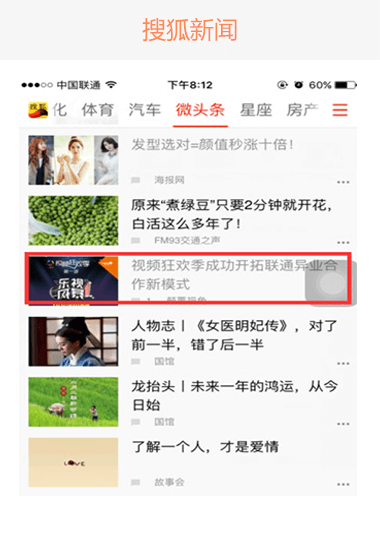 搜狐新闻
中国联通 下午8:12 60%
搜狐 化 体育 汽车 微头条 星座 房产
发型选对=颜值秒涨十倍！
海报网
原来“煮绿豆”只要2分钟就开花，
白活这么多年！
FM93交通之声
视频狂欢季成功开拓联通异业合
作新模式
乐视
人物志丨《女医明妃传》，对了
前一半，错了后一半
国馆
龙抬头丨未来一年的鸿运，从今
日始
国馆
了解一个人，才是爱情
LOVE
故事会